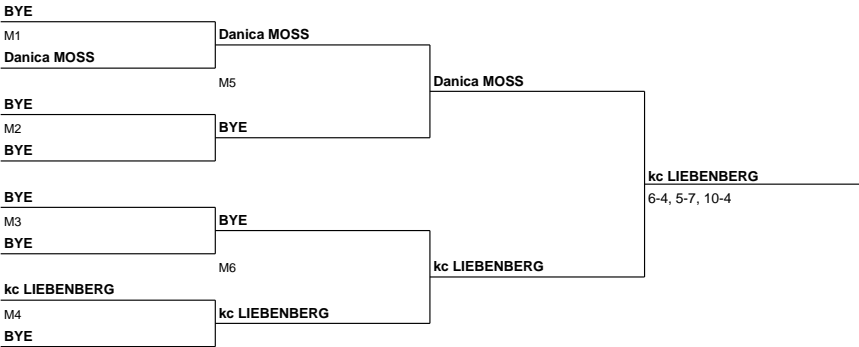 BYE
M1
Danica MOSS
Danica MOSS
M5
Danica MOSS
BYE
M2
BYE
BYE
kc LIEBENBERG
6-4, 5-7, 10-4
BYE
M3
BYE
BYE
M6
kc LIEBENBERG
kc LIEBENBERG
M4
kc LIEBENBERG
BYE